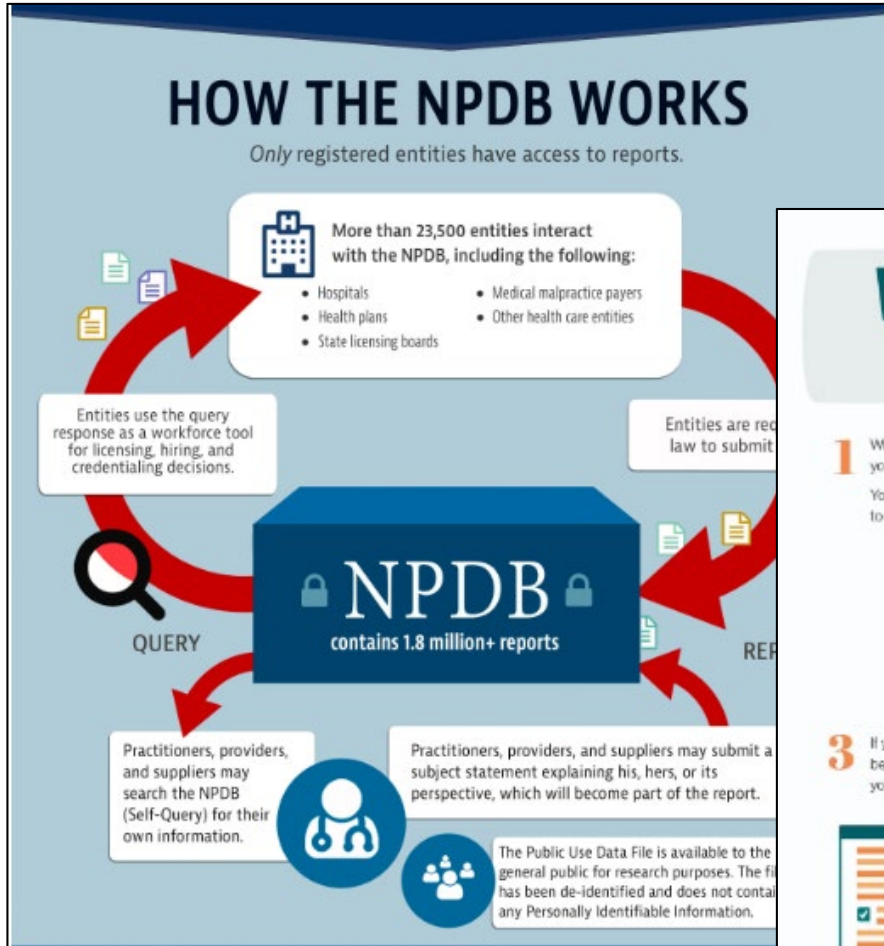 HOW THE NPDB WORKS
Only registered entities have access to reports.
H
More than 23,500 entities interact
with the NPDB, including the following:
• Hospitals
• Health plans
• State licensing boards
• Medical malpractice payers
• Other health care entities
Entities use the query
response as a workforce tool
for licensing, hiring, and
credentialing decisions.
Entities are
law to submit
NPDB
contains 1.8 million+ reports
QUERY
Practitioners, providers,
and suppliers may
search the NPDB
(Self-Query) for their
own information.
Practitioners, providers, and suppliers may submit a
subject statement explaining his, hers, or its
perspective, which will become part of the report.
The Public Use Data File is available to the
general public for research purposes. The
has been de-identified and does not
any Personally Identifiable Information.
1
to
3